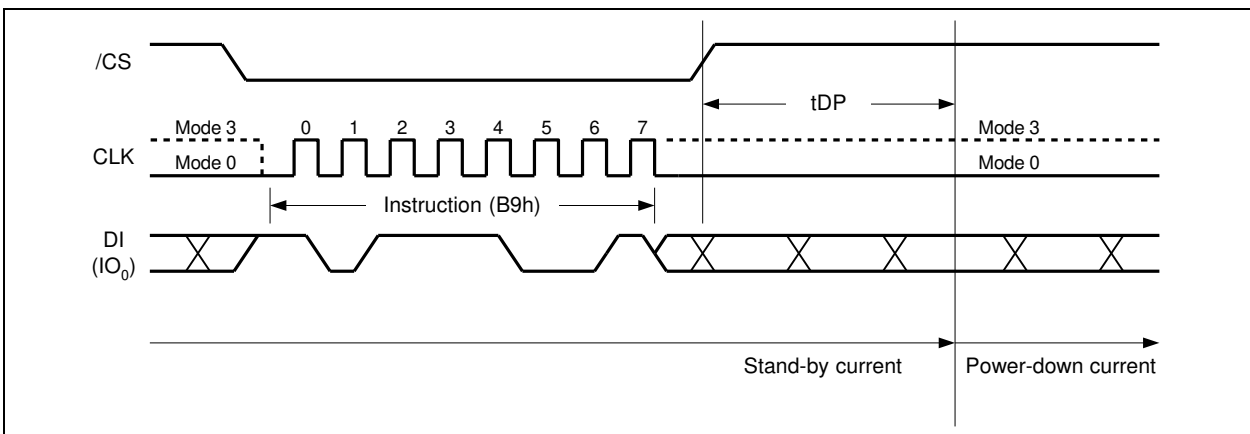 /CS
tDP
Mode 3 0 1 2 3 4 5 6 7 Mode 3
CLK
Mode 0 Mode 0
Instruction (B9h)
DI
(IO₀)
Stand-by current Power-down current